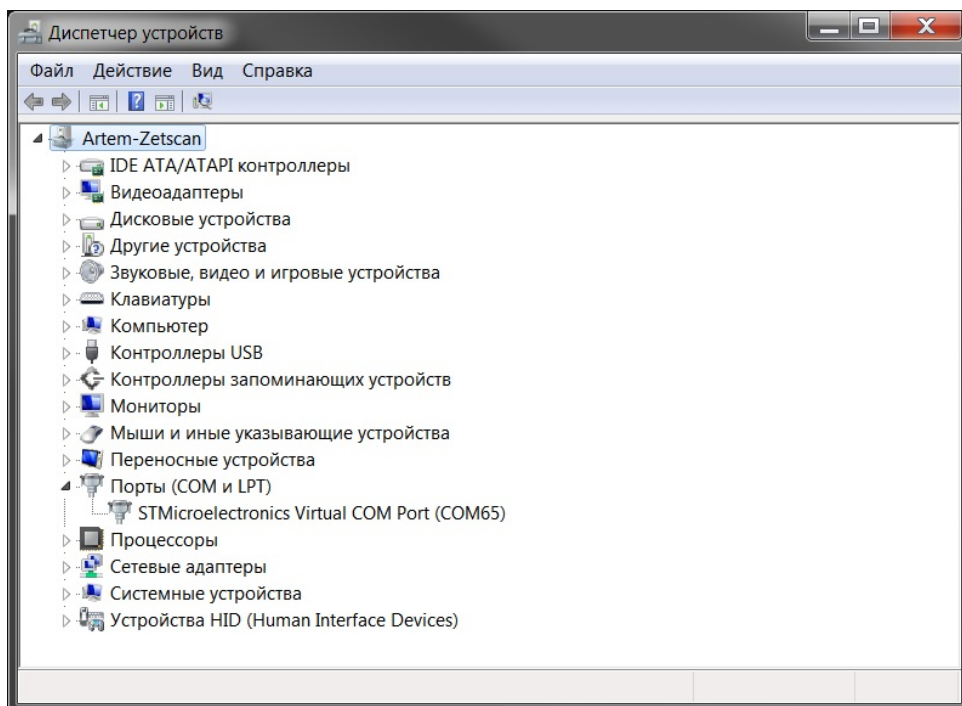 Диспетчер устройств
Файл Действие Вид Справка
Artem-Zetscan
IDE ATA/ATAPI контроллеры
Видеоадаптеры
Дисковые устройства
Другие устройства
Звуковые, видео и игровые устройства
Клавиатуры
Компьютер
Контроллеры USB
Контроллеры запоминающих устройств
Мониторы
Мыши и иные указывающие устройства
Переносные устройства
Порты (COM и LPT)
STMicroelectronics Virtual COM Port (COM65)
Процессоры
Сетевые адаптеры
Системные устройства
Устройства HID (Human Interface Devices)